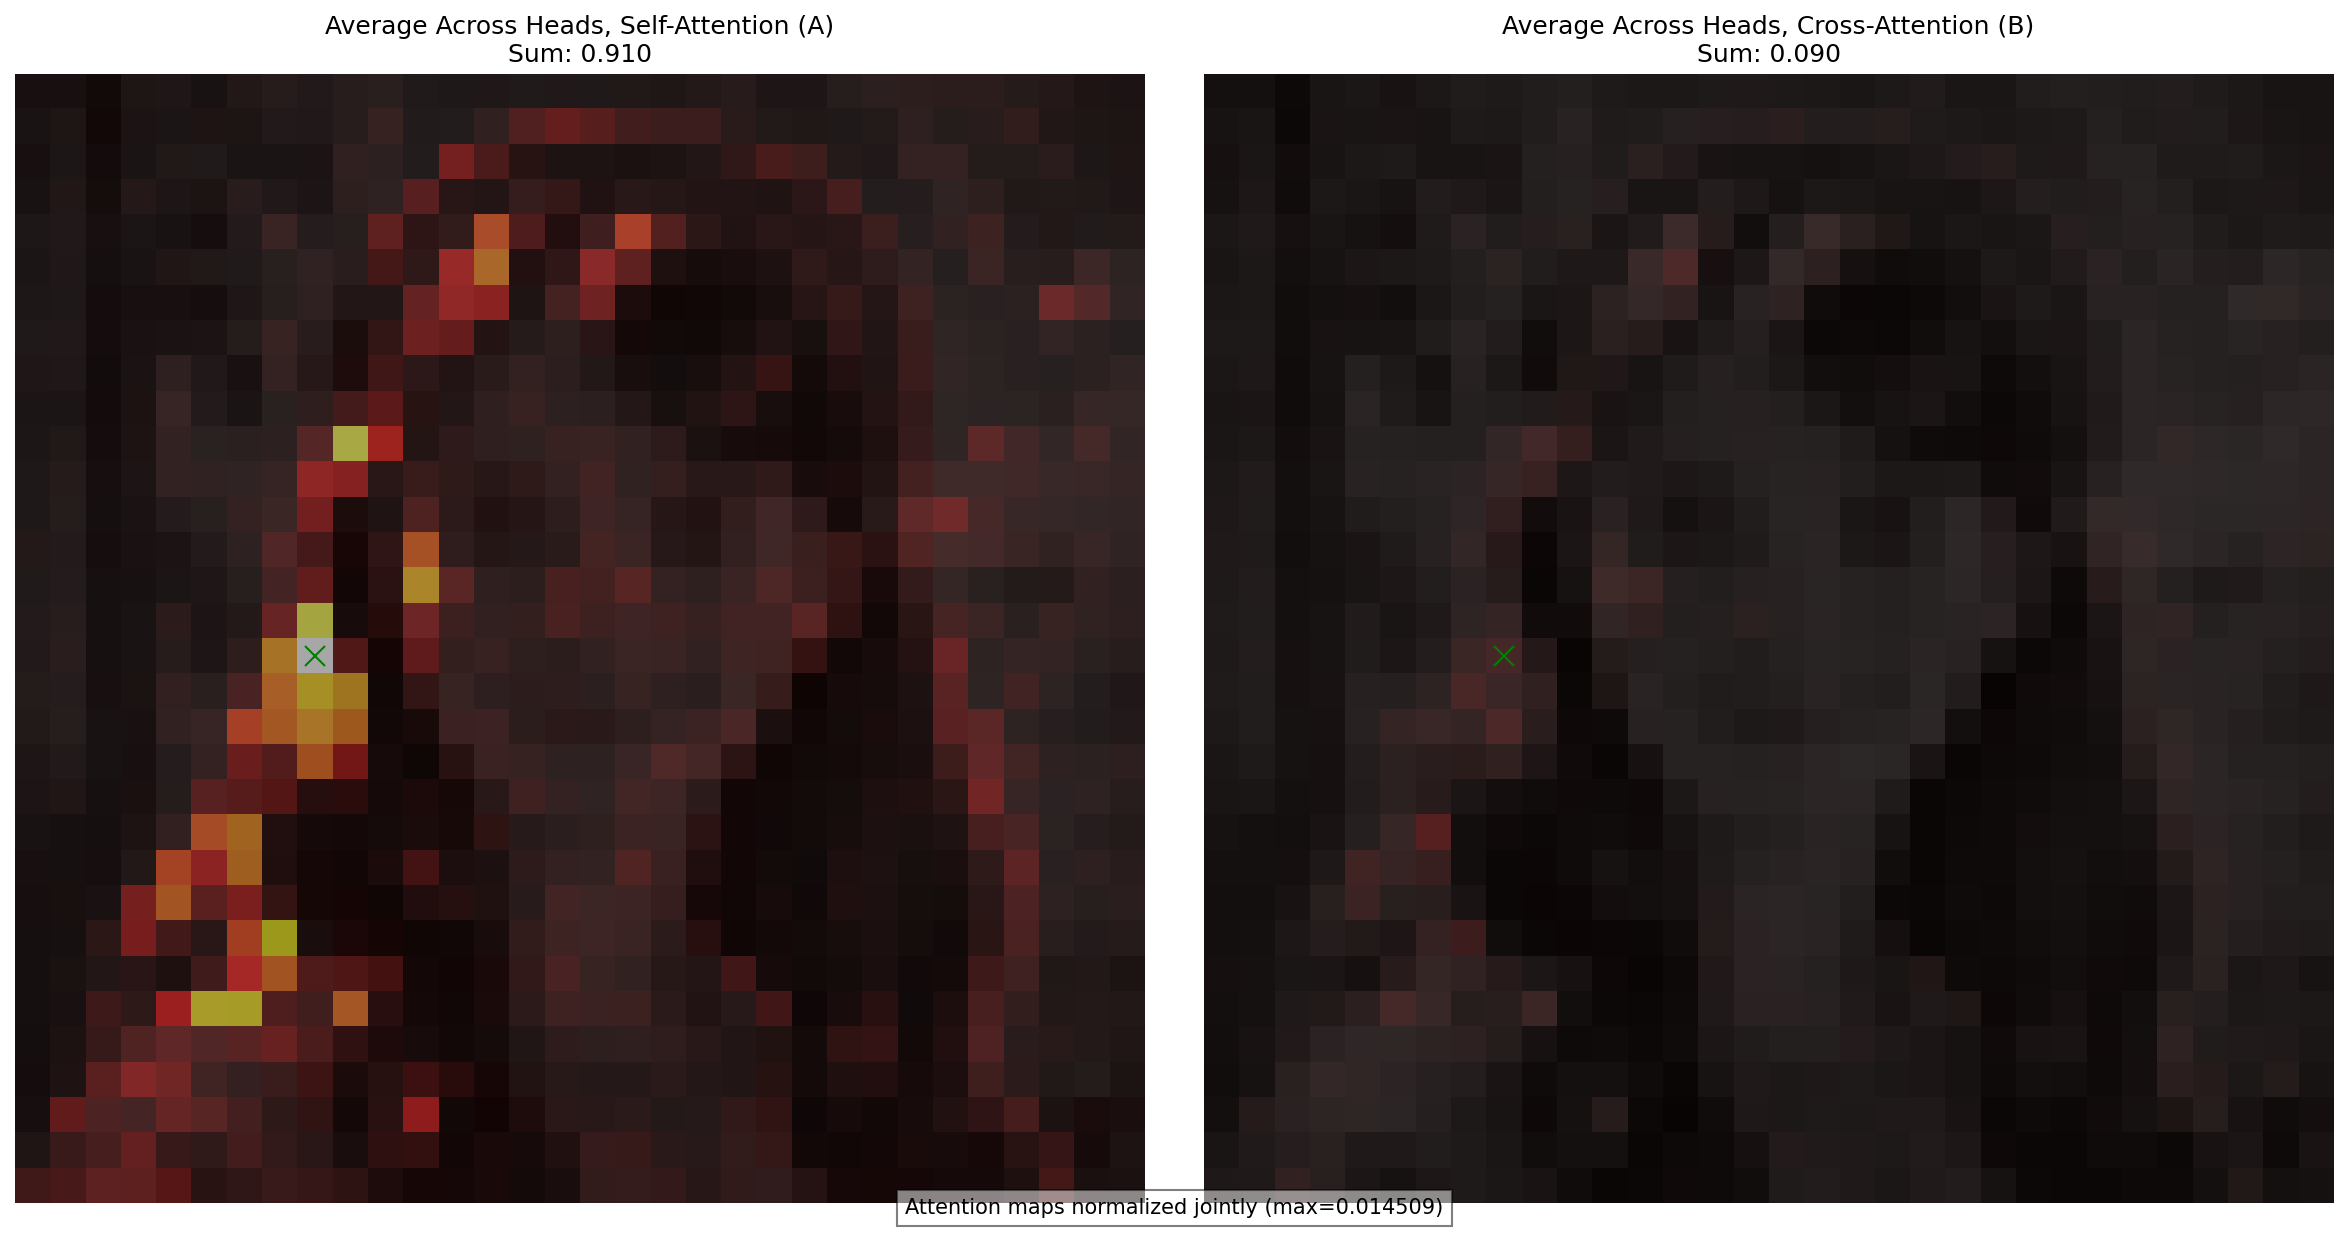 Average Across Heads, Self-Attention (A)
Sum: 0.910
Average Across Heads, Cross-Attention (B)
Sum: 0.090
Attention maps normalized jointly (max=0.014509)